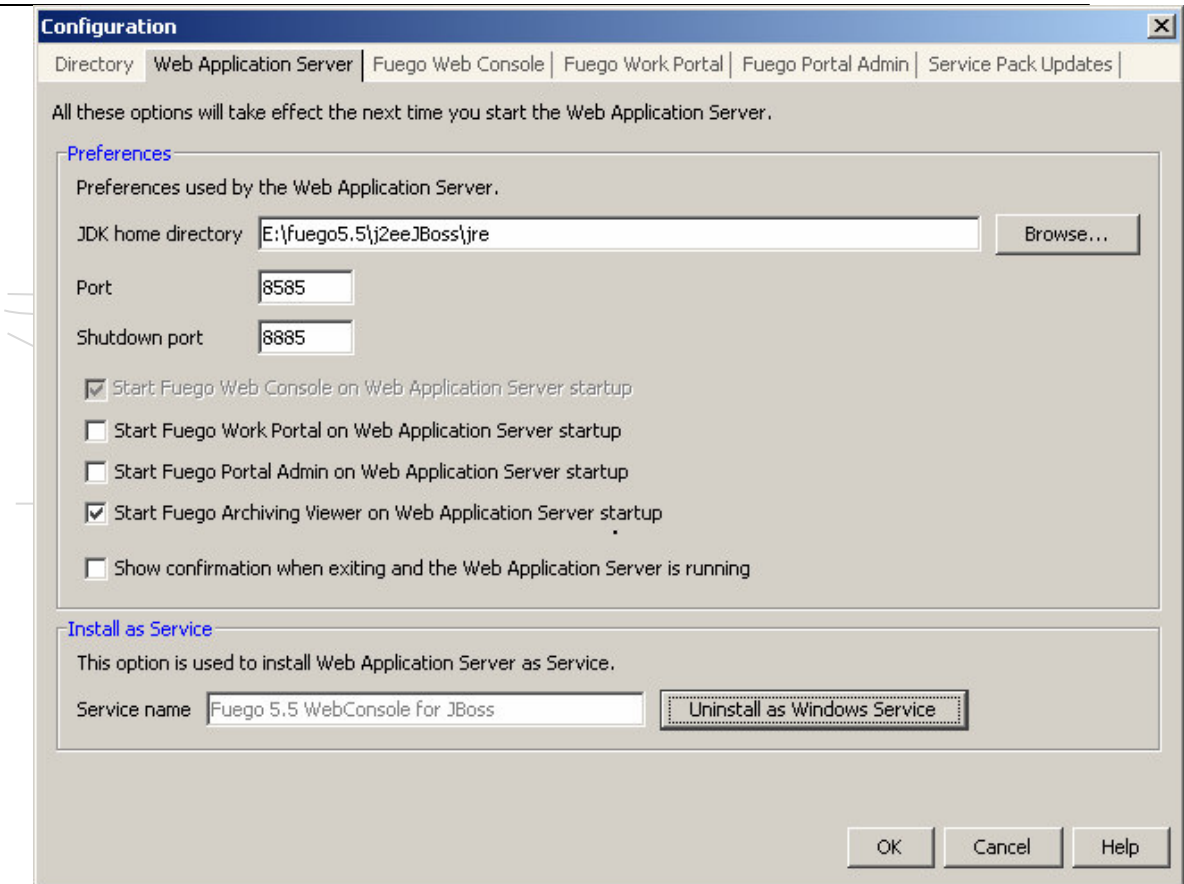 Configuration
Directory Web Application Server Fuego Web Console Fuego Work Portal Fuego Portal Admin Service Pack Updates
All these options will take effect the next time you start the Web Application Server.
Preferences
Preferences used by the Web Application Server.
JDK home directory E:\fuego5.5\j2eeJBoss\jre Browse...
Port 8585
Shutdown port 8885
Start Fuego Web Console on Web Application Server startup
Start Fuego Work Portal on Web Application Server startup
Start Fuego Portal Admin on Web Application Server startup
Start Fuego Archiving Viewer on Web Application Server startup
Show confirmation when exiting and the Web Application Server is running
Install as Service
This option is used to install Web Application Server as Service.
Service name Fuego 5.5 WebConsole for JBoss Uninstall as Windows Service
OK Cancel Help